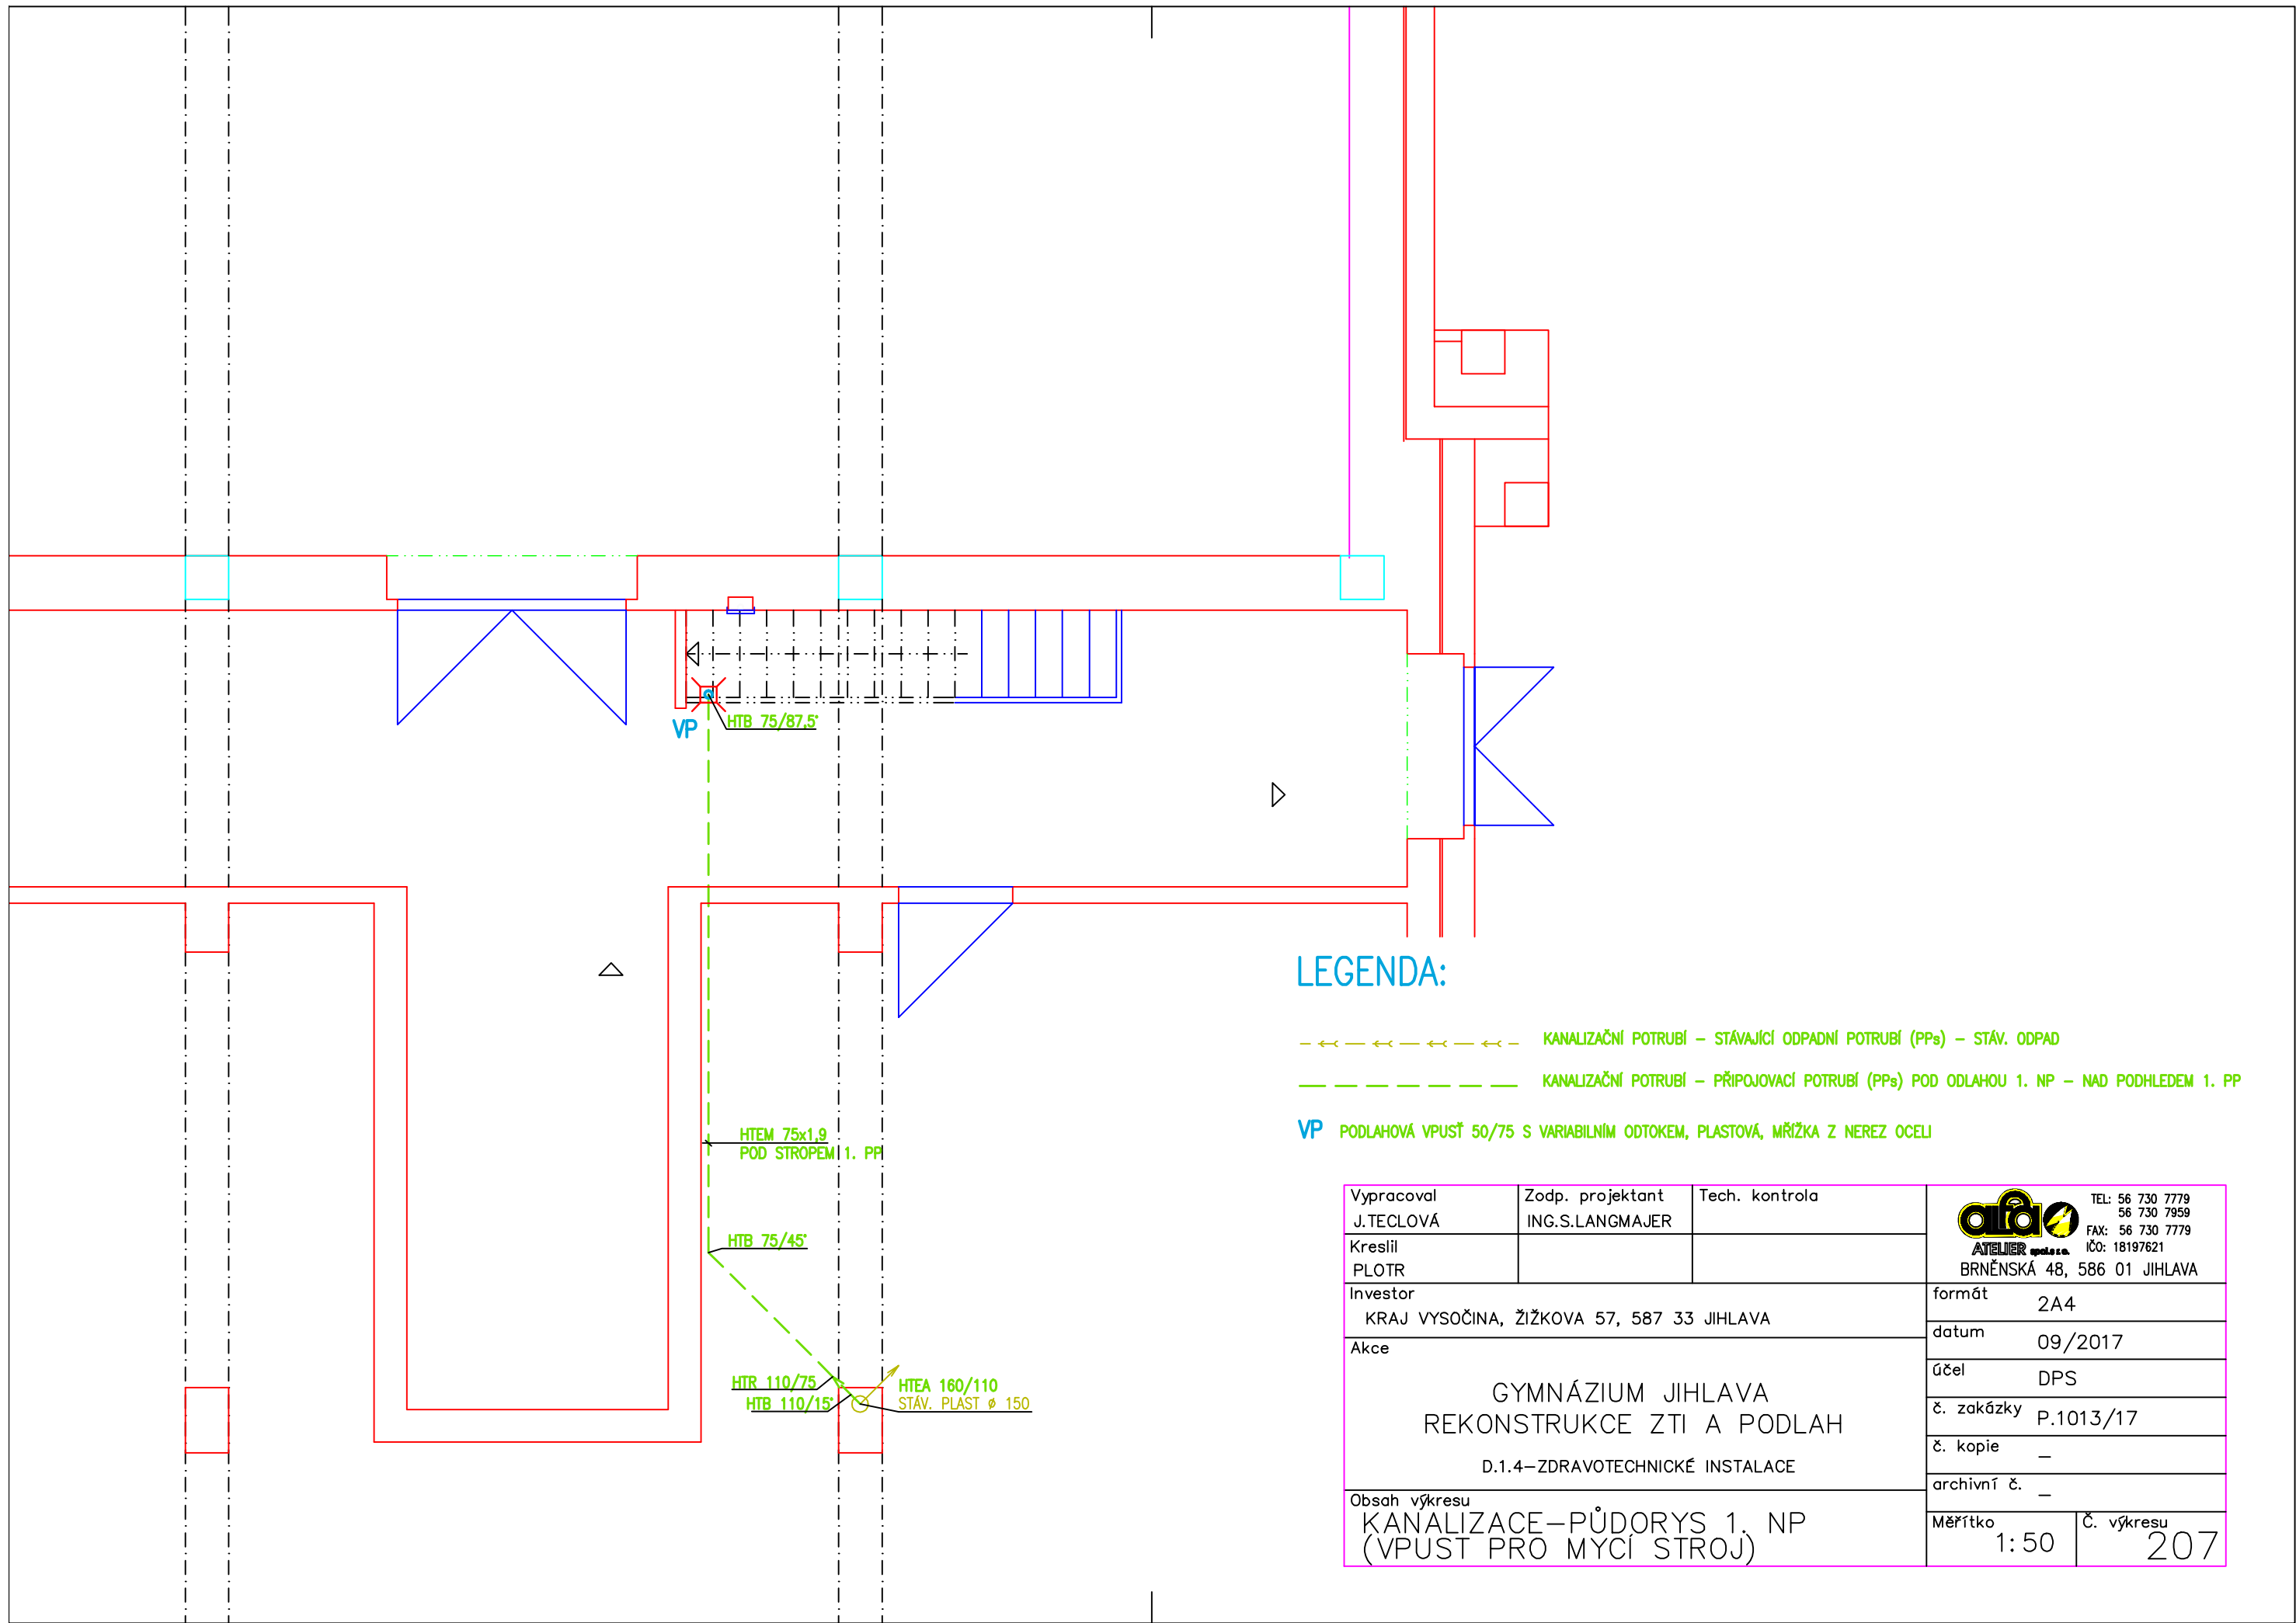 VP
HTB 75/87,5°
HTEM 75x1,9
POD STROPEM 1. PP
HTB 75/45°
HTR 110/75
HTB 110/15°
HTEA 160/110
STÁV. PLAST ø 150
LEGENDA:
KANALIZAČNÍ POTRUBÍ - STÁVAJÍCÍ ODPADNÍ POTRUBÍ (PPs) - STÁV. ODPAD
KANALIZAČNÍ POTRUBÍ - PŘIPOJOVACÍ POTRUBÍ (PPs) POD ODLAHOU 1. NP - NAD PODHLEDEM 1. PP
VP PODLAHOVÁ VPUSŤ 50/75 S VARIABILNÍM ODTOKEM, PLASTOVÁ, MŘÍŽKA Z NEREZ OCELI
Vypracoval
J.TECLOVÁ
Zodp. projektant
ING.S.LANGMAJER
Tech. kontrola
Kreslil
PLOTR
alfa
ATELIER spol.s r.o.
TEL: 56 730 7779
56 730 7959
FAX: 56 730 7779
IČO: 18197621
BRNĚNSKÁ 48, 586 01 JIHLAVA
Investor
KRAJ VYSOČINA, ŽIŽKOVA 57, 587 33 JIHLAVA
Akce
GYMNÁZIUM JIHLAVA
REKONSTRUKCE ZTI A PODLAH
D.1.4-ZDRAVOTECHNICKÉ INSTALACE
Obsah výkresu
KANALIZACE-PŮDORYS 1. NP
(VPUST PRO MYCÍ STROJ)
formát 2A4
datum 09/2017
účel DPS
č. zakázky P.1013/17
č. kopie -
archivní č. -
Měřítko 1:50
Č. výkresu 207